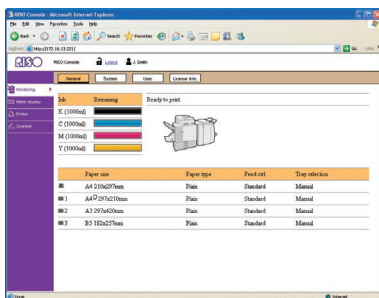 RISO Console - Microsoft Internet Explorer
File Edit View Favorites Tools Help
Back Search Favorites
Address http://172.16.13.221/ Go Links
RISO RISO Console Logout J. Smith
General System User License Info.
Monitoring
Meter display
Printer
Scanner
Ink Remaining Ready to print.
K (1000ml)
C (1000ml)
M (1000ml)
Y (1000ml)
Paper size Paper type Feed ctrl. Tray selection
A4 210x297mm Plain Standard Manual
1 A4 297x210mm Plain Standard Manual
2 A3 297x420mm Plain Standard Manual
3 B5 182x257mm Plain Standard Manual
Done Internet